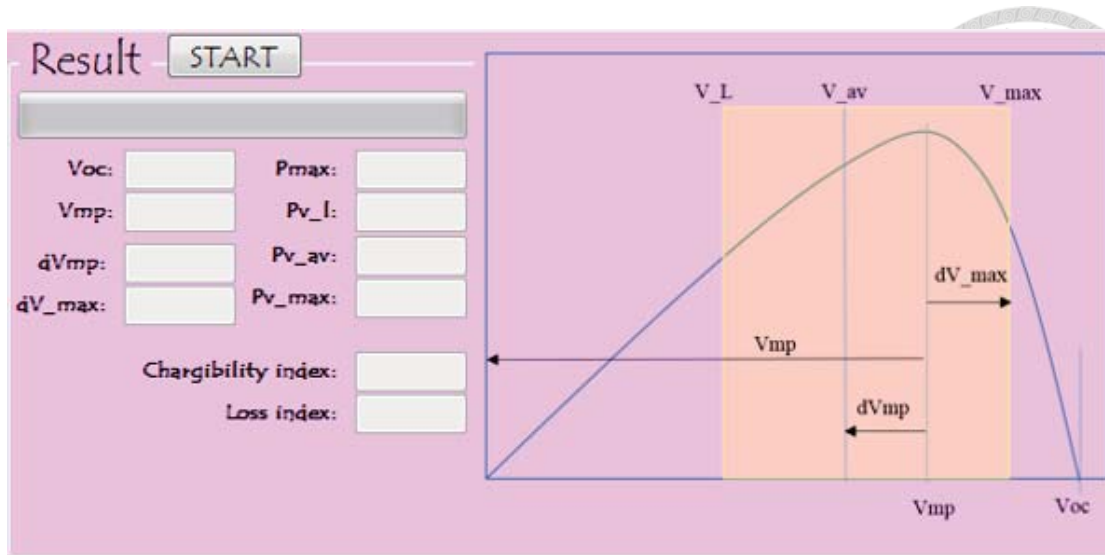 Result
START
Voc:
Pmax:
Vmp:
Pv_l:
dVmp:
Pv_av:
dV_max:
Pv_max:
Chargibility index:
Loss index:
V_L
V_av
V_max
dV_max
Vmp
dVmp
Vmp
Voc